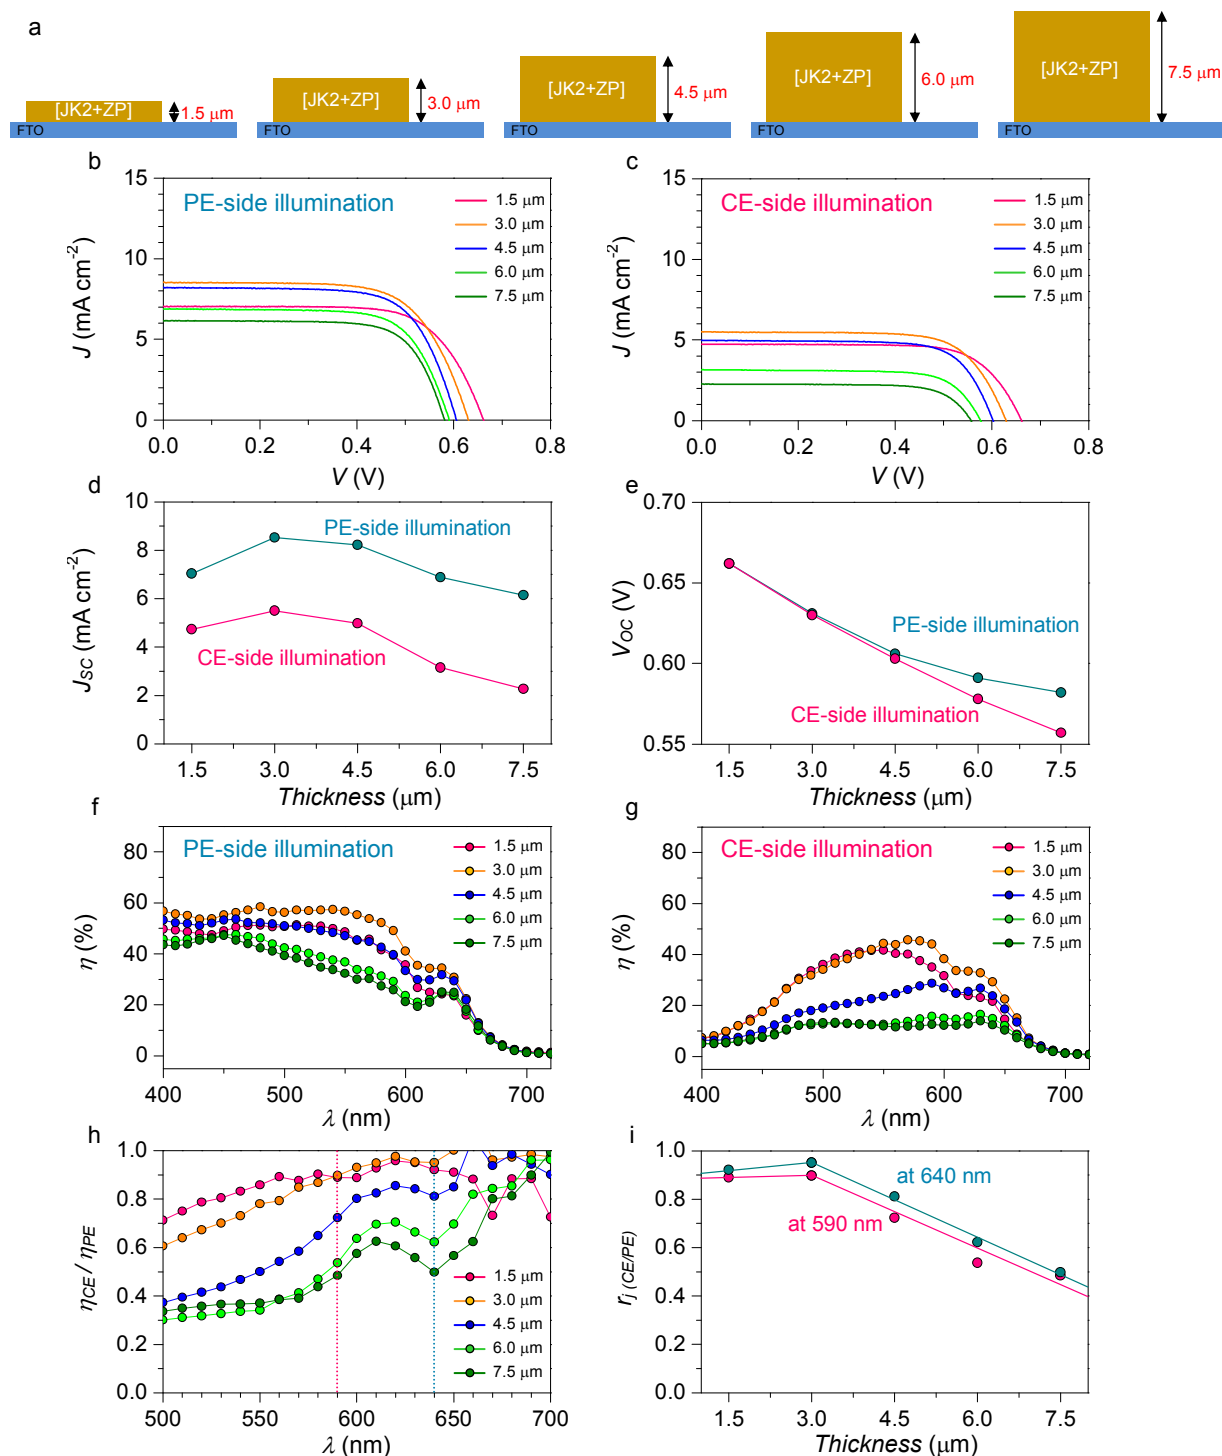 a
[JK2+ZP]
1.5 μm
FTO
[JK2+ZP]
3.0 μm
FTO
[JK2+ZP]
4.5 μm
FTO
[JK2+ZP]
6.0 μm
FTO
[JK2+ZP]
7.5 μm
FTO
b
PE-side illumination
1.5 μm
3.0 μm
4.5 μm
6.0 μm
7.5 μm
15
10
5
0
J (mA cm-2)
0.0 0.2 0.4 0.6 0.8
V (V)
c
CE-side illumination
1.5 μm
3.0 μm
4.5 μm
6.0 μm
7.5 μm
15
10
5
0
J (mA cm-2)
0.0 0.2 0.4 0.6 0.8
V (V)
d
PE-side illumination
CE-side illumination
10
8
6
4
2
0
JSC (mA cm-2)
1.5 3.0 4.5 6.0 7.5
Thickness (μm)
e
PE-side illumination
CE-side illumination
0.70
0.65
0.60
0.55
VOC (V)
1.5 3.0 4.5 6.0 7.5
Thickness (μm)
f
PE-side illumination
1.5 μm
3.0 μm
4.5 μm
6.0 μm
7.5 μm
80
60
40
20
0
η (%)
400 500 600 700
λ (nm)
g
CE-side illumination
1.5 μm
3.0 μm
4.5 μm
6.0 μm
7.5 μm
80
60
40
20
0
η (%)
400 500 600 700
λ (nm)
h
1.5 μm
3.0 μm
4.5 μm
6.0 μm
7.5 μm
1.0
0.8
0.6
0.4
0.2
0.0
ηCE / ηPE
500 550 600 650 700
λ (nm)
i
at 640 nm
at 590 nm
1.0
0.8
0.6
0.4
0.2
0.0
rj (CE/PE)
1.5 3.0 4.5 6.0 7.5
Thickness (μm)